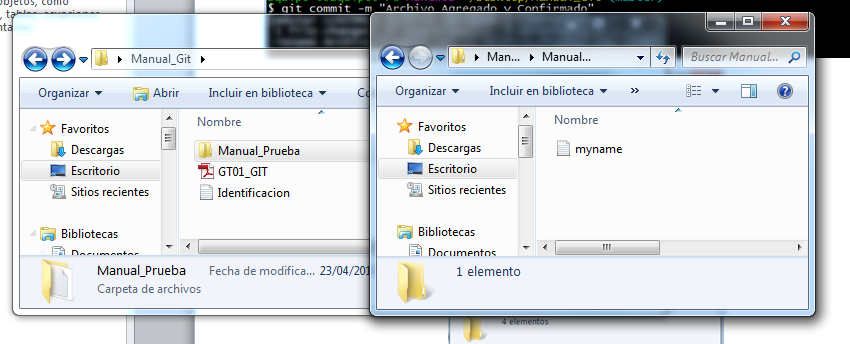 objetos, como
tablas, ecuaciones
$ git commit -m "Archivo Agregado y Confirmado"
Manual_Git
Organizar
Abrir
Incluir en biblioteca
Favoritos
Descargas
Escritorio
Sitios recientes
Bibliotecas
Documentos
Nombre
Manual_Prueba
GT01_GIT
Identificacion
Manual_Prueba
Fecha de modifica...
23/04/201
Carpeta de archivos
Man...
Manual...
Buscar Manual...
Organizar
Incluir en biblioteca
»
Favoritos
Descargas
Escritorio
Sitios recientes
Bibliotecas
Documentos
Nombre
myname
1 elemento
4 elementos